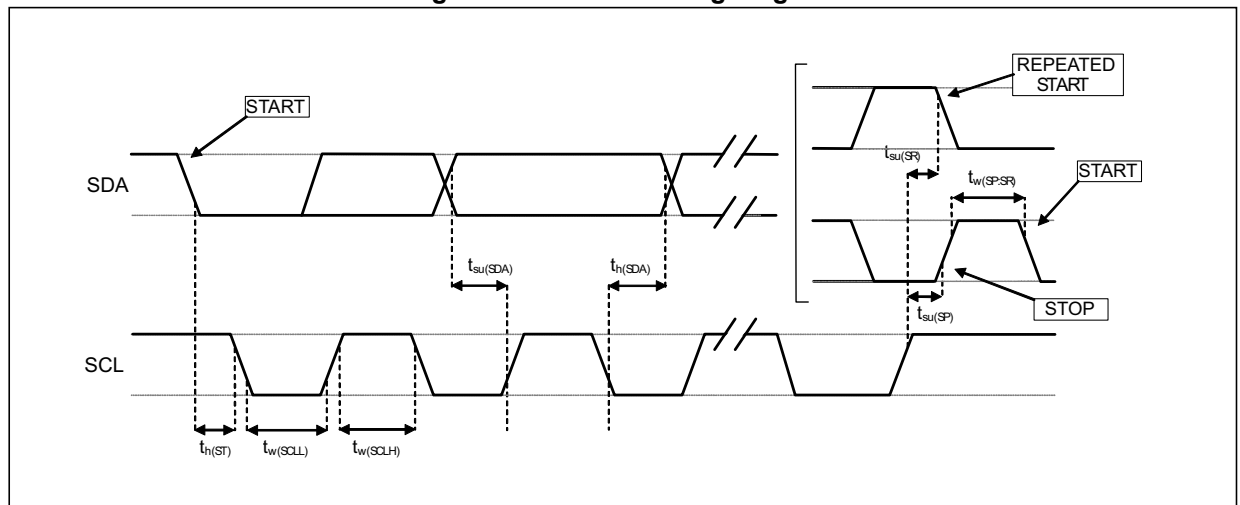 REPEATED
START
START
t_su(SR)
t_w(SP:SR)
START
SDA
t_su(SDA)
t_h(SDA)
t_su(SP)
STOP
SCL
t_h(ST)
t_w(SCLL)
t_w(SCLH)